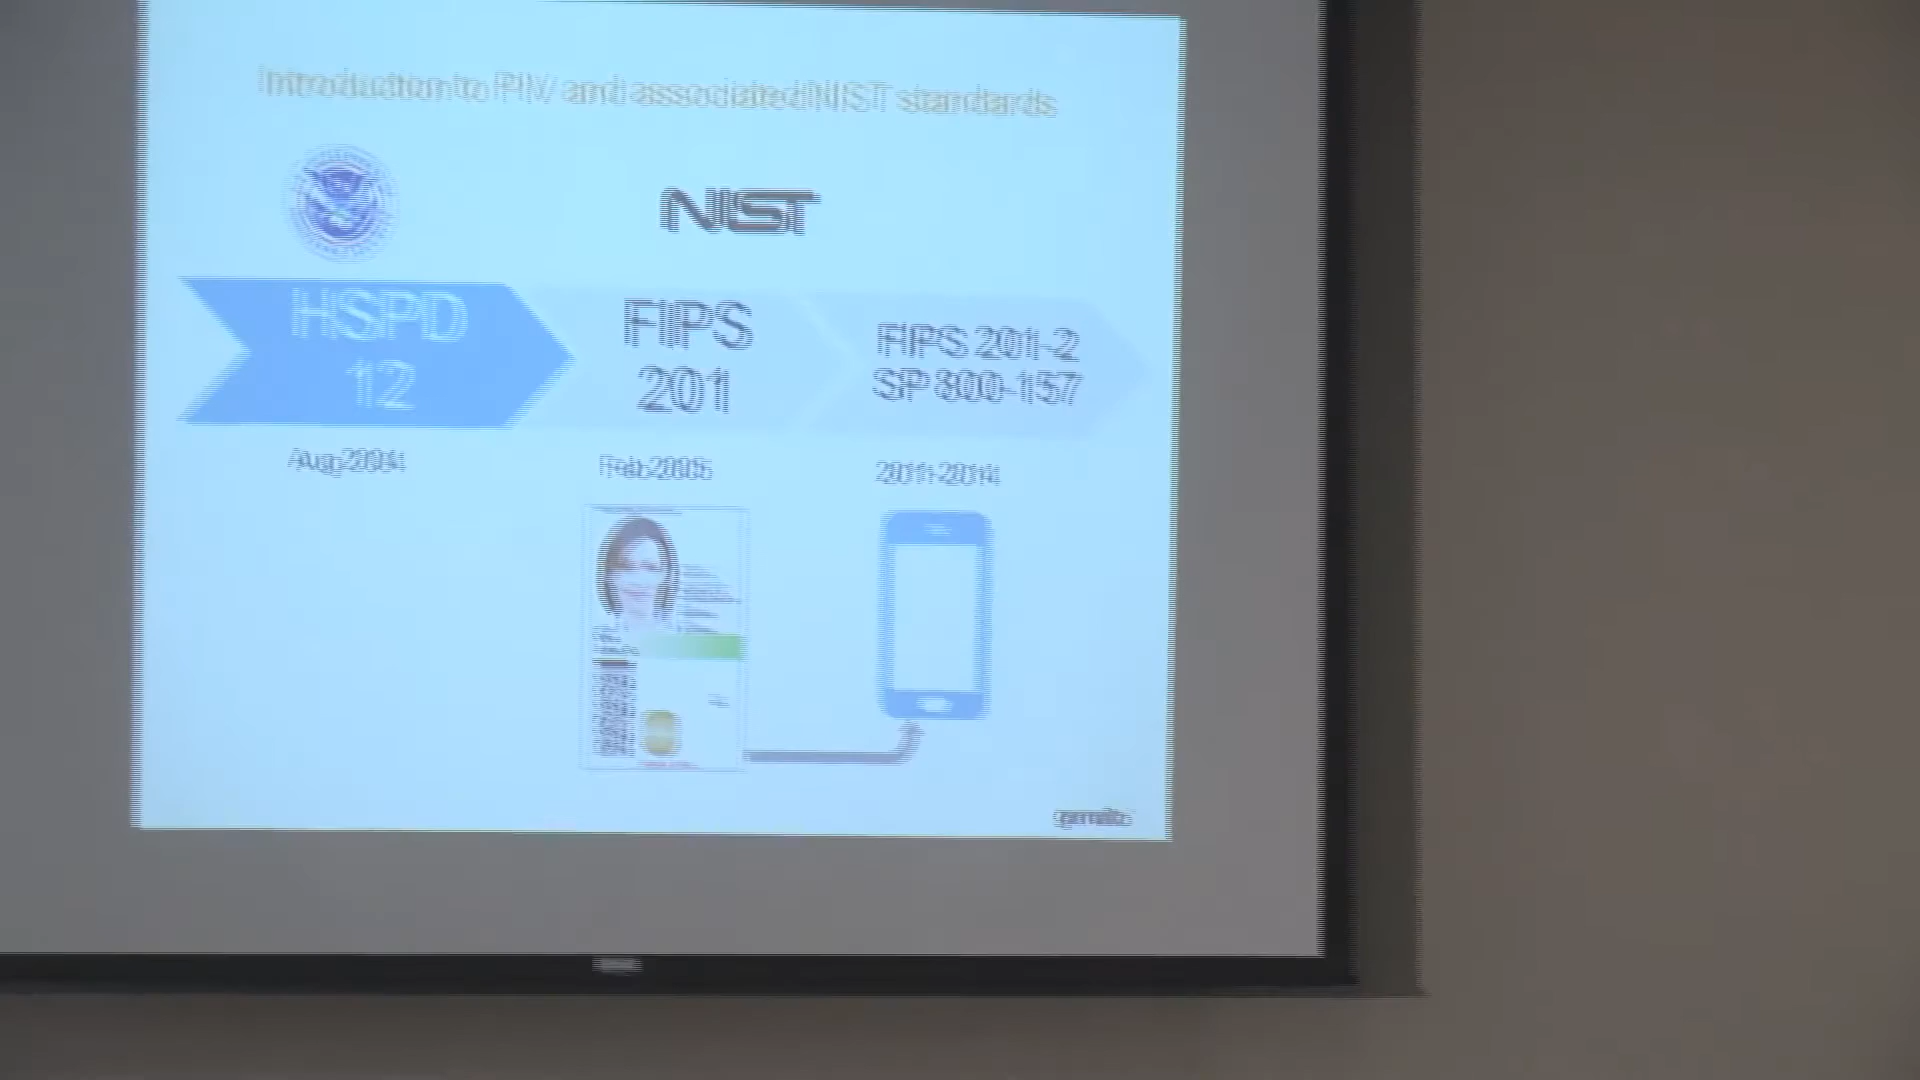 Introduction to PIV and associated NIST standards
NIST
HSPD
12
FIPS
201
FIPS 201-2
SP 800-157
Aug 2004
Feb 2005
2011-2014
gemalto